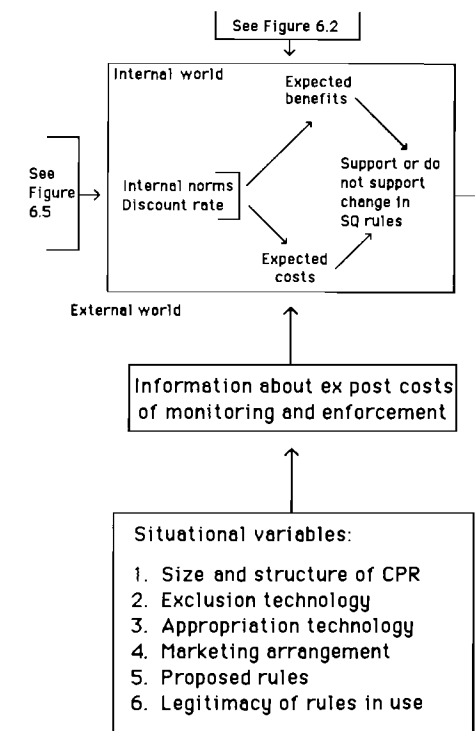 See Figure 6.2
Internal world
Expected
benefits
See
Figure
6.5
Internal norms
Discount rate
Support or do
not support
change in
SQ rules
Expected
costs
External world
Information about ex post costs
of monitoring and enforcement
Situational variables:
1. Size and structure of CPR
2. Exclusion technology
3. Appropriation technology
4. Marketing arrangement
5. Proposed rules
6. Legitimacy of rules in use